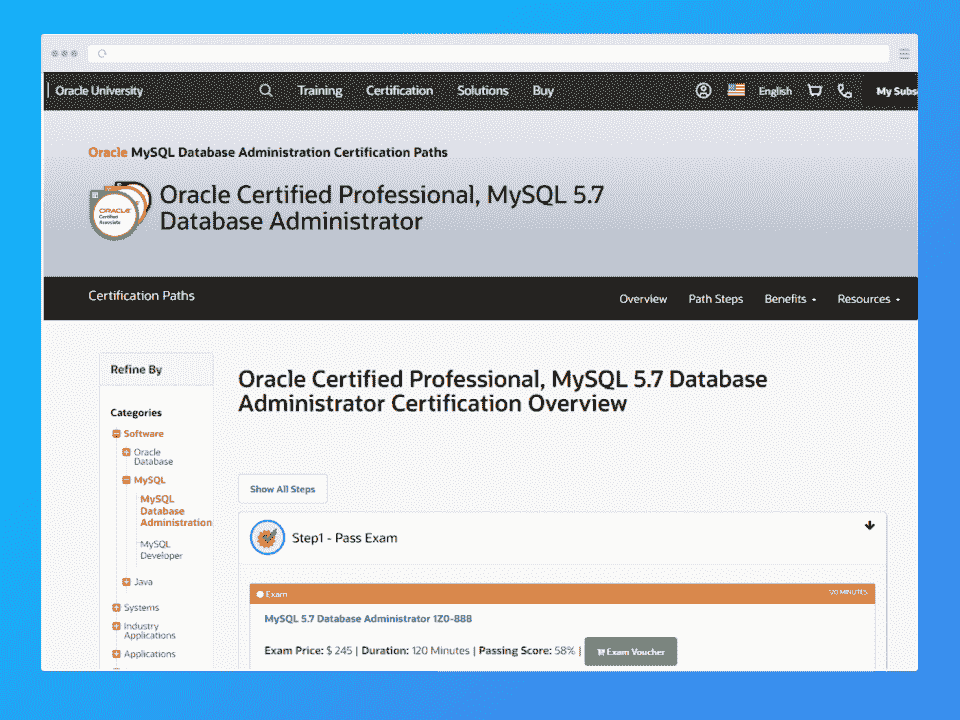 Oracle University
Training
Certification
Solutions
Buy
English
My Subs
Oracle MySQL Database Administration Certification Paths
ORACLE
Certified
Associate
Oracle Certified Professional, MySQL 5.7
Database Administrator
Certification Paths
Overview
Path Steps
Benefits
Resources
Refine By
Categories
Software
Oracle
Database
MySQL
MySQL
Database
Administration
MySQL
Developer
Java
Systems
Industry
Applications
Applications
Oracle Certified Professional, MySQL 5.7 Database
Administrator Certification Overview
Show All Steps
Step1 - Pass Exam
Exam
120 MINUTES
MySQL 5.7 Database Administrator 1Z0-888
Exam Price: $ 245 | Duration: 120 Minutes | Passing Score: 58% |
Exam Voucher